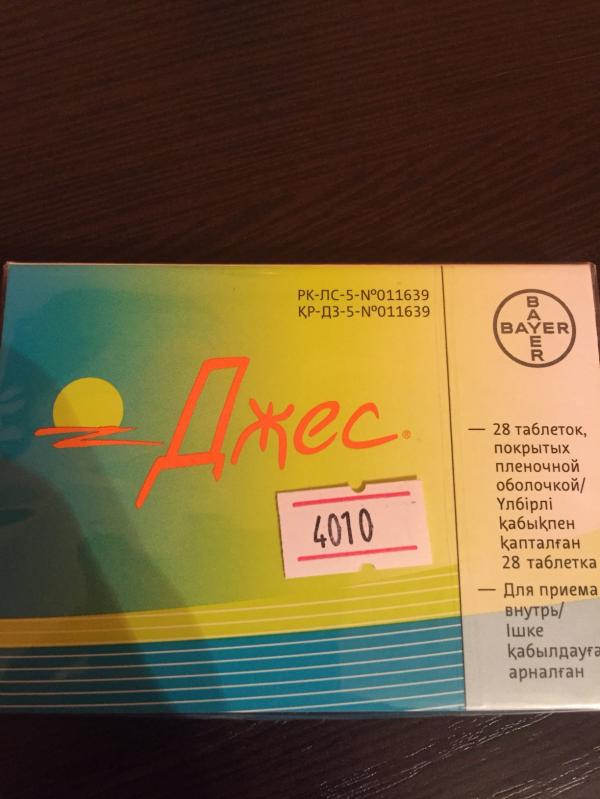 РК-ЛС-5-№011639
ҚР-ДЗ-5-№011639
BAYER
BAYER
Джес®
4010
— 28 таблеток,
покрытых
пленочной
оболочкой/
Үлбірлі
қабықпен
қапталған
28 таблетка
— Для приема
внутрь/
Ішке
қабылдауға
арналған